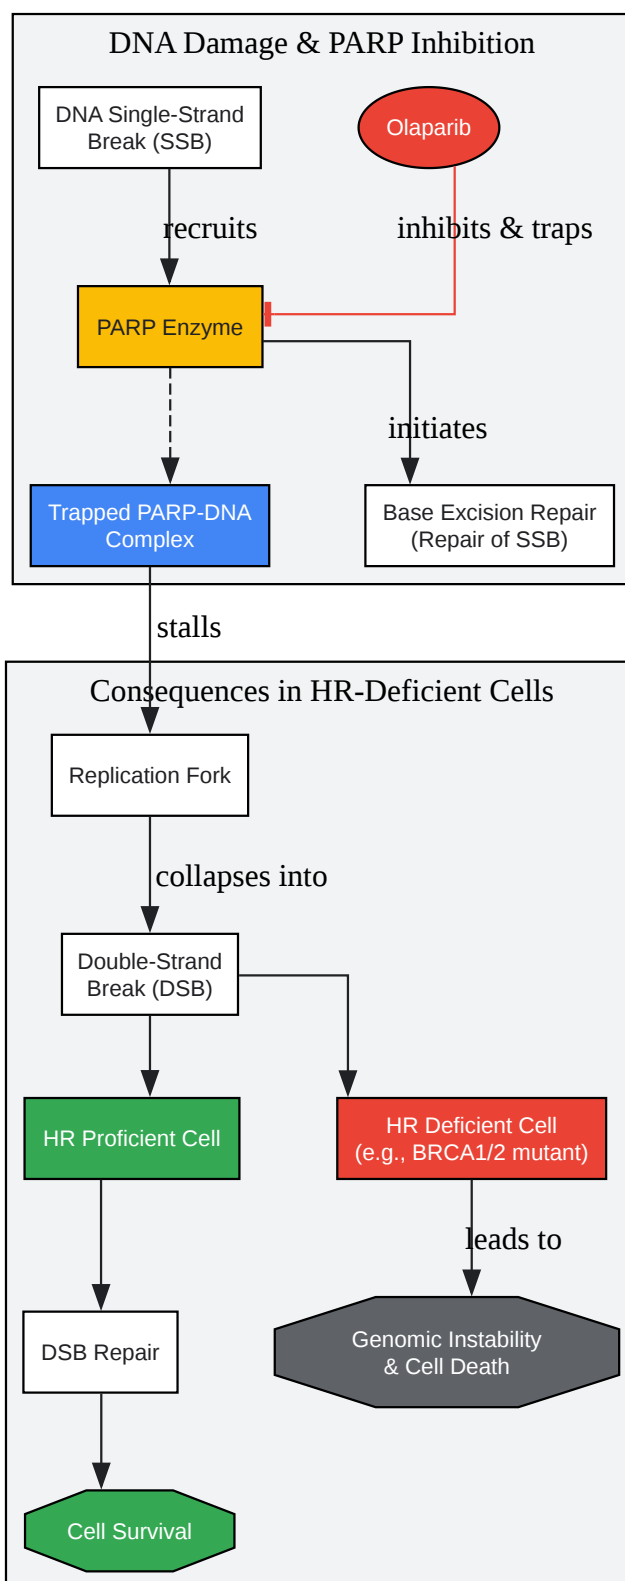 DNA Damage & PARP Inhibition
DNA Single-Strand
Break (SSB)
Olaparib
recruits
inhibits & traps
PARP Enzyme
initiates
Trapped PARP-DNA
Complex
Base Excision Repair
(Repair of SSB)
stalls
Consequences in HR-Deficient Cells
Replication Fork
collapses into
Double-Strand
Break (DSB)
HR Proficient Cell
HR Deficient Cell
(e.g., BRCA1/2 mutant)
leads to
DSB Repair
Genomic Instability
& Cell Death
Cell Survival